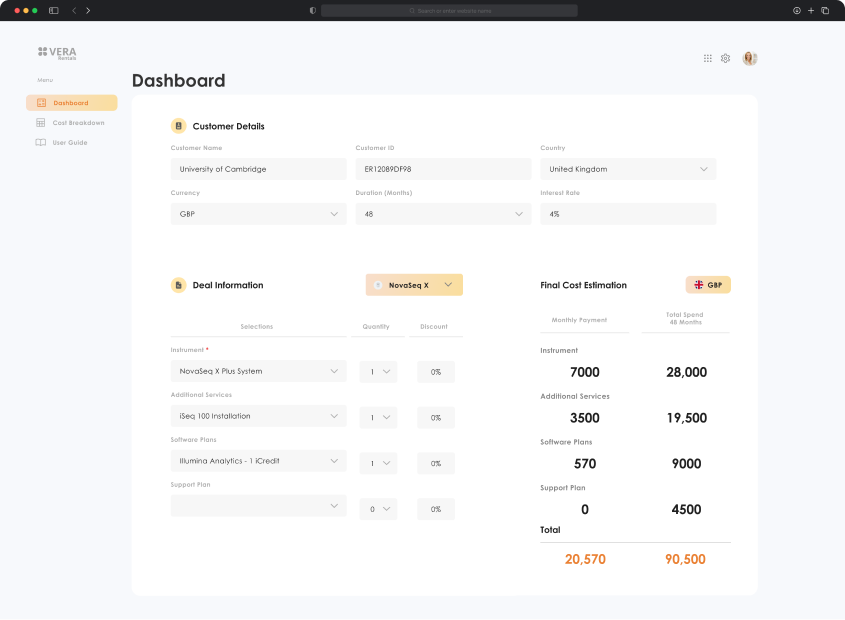 Search or enter website name
VERA
Rentals
Menu
Dashboard
Cost Breakdown
User Guide
Dashboard
Customer Details
Customer Name
Customer ID
Country
University of Cambridge
ER12089DF98
United Kingdom
Currency
Duration (Months)
Interest Rate
GBP
48
4%
Deal Information
NovaSeq X
Final Cost Estimation
GBP
Selections
Quantity
Discount
Monthly Payment
Total Spend
48 Months
Instrument *
Instrument
NovaSeq X Plus System
1
0%
7000
28,000
Additional Services
Additional Services
iSeq 100 Installation
1
0%
3500
19,500
Software Plans
Software Plans
Illumina Analytics - 1 iCredit
1
0%
570
9000
Support Plan
Support Plan
0
0%
0
4500
Total
20,570
90,500